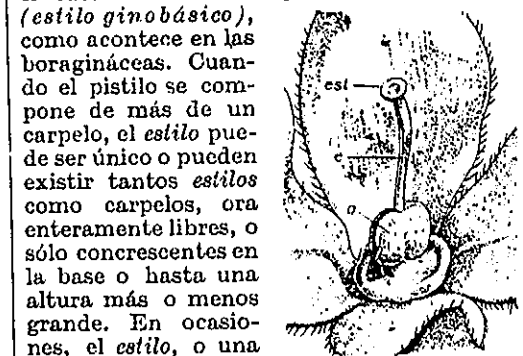 (estilo ginobásico),
como acontece en las
boragináceas. Cuan-
do el pistilo se com-
pone de más de un
carpelo, el estilo pue-
de ser único o pueden
existir tantos estilos
como carpelos, ora
enteramente libres, o
sólo concrescentes en
la base o hasta una
altura más o menos
grande. En ocasio-
nes, el estilo, o una
est
e
o